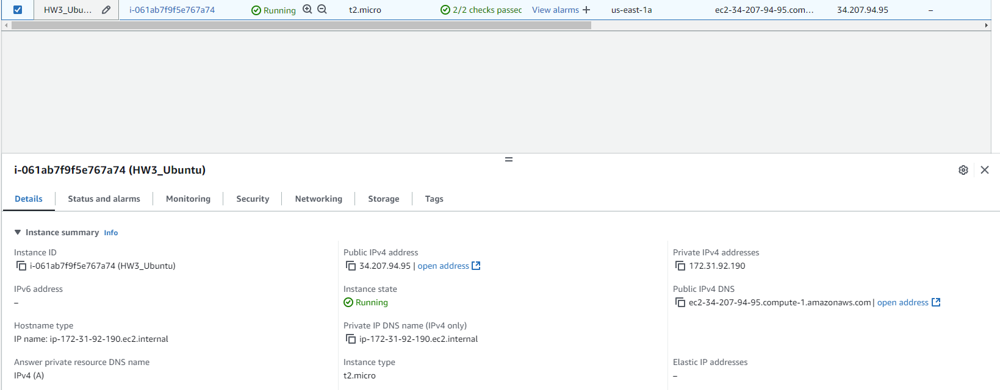 HW3_Ubu... i-061ab7f9f5e767a74 Running t2.micro 2/2 checks passec View alarms us-east-1a ec2-34-207-94-95.com... 34.207.94.95 –
i-061ab7f9f5e767a74 (HW3_Ubuntu)
Details Status and alarms Monitoring Security Networking Storage Tags
Instance summary Info
Instance ID Public IPv4 address Private IPv4 addresses
i-061ab7f9f5e767a74 (HW3_Ubuntu) 34.207.94.95 | open address 172.31.92.190
IPv6 address Instance state Public IPv4 DNS
– Running ec2-34-207-94-95.compute-1.amazonaws.com | open address
Hostname type Private IP DNS name (IPv4 only)
IP name: ip-172-31-92-190.ec2.internal ip-172-31-92-190.ec2.internal
Answer private resource DNS name Instance type Elastic IP addresses
IPv4 (A) t2.micro –